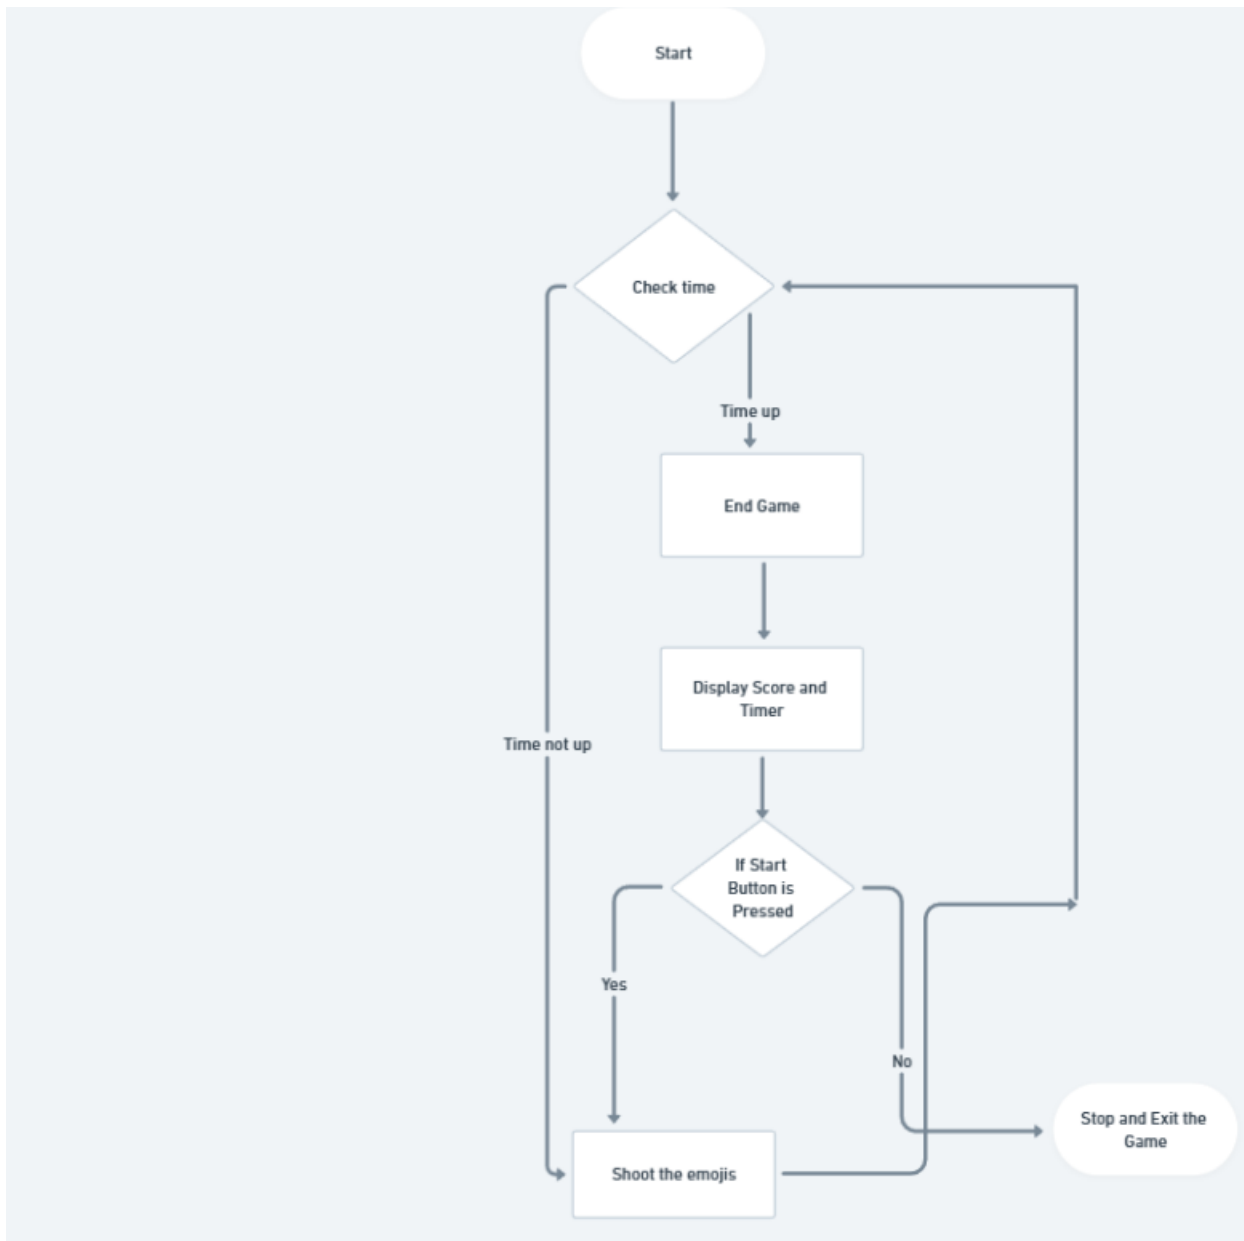 Start
Check time
Time up
End Game
Display Score and
Timer
Time not up
If Start
Button is
Pressed
Yes
No
Stop and Exit the
Game
Shoot the emojis